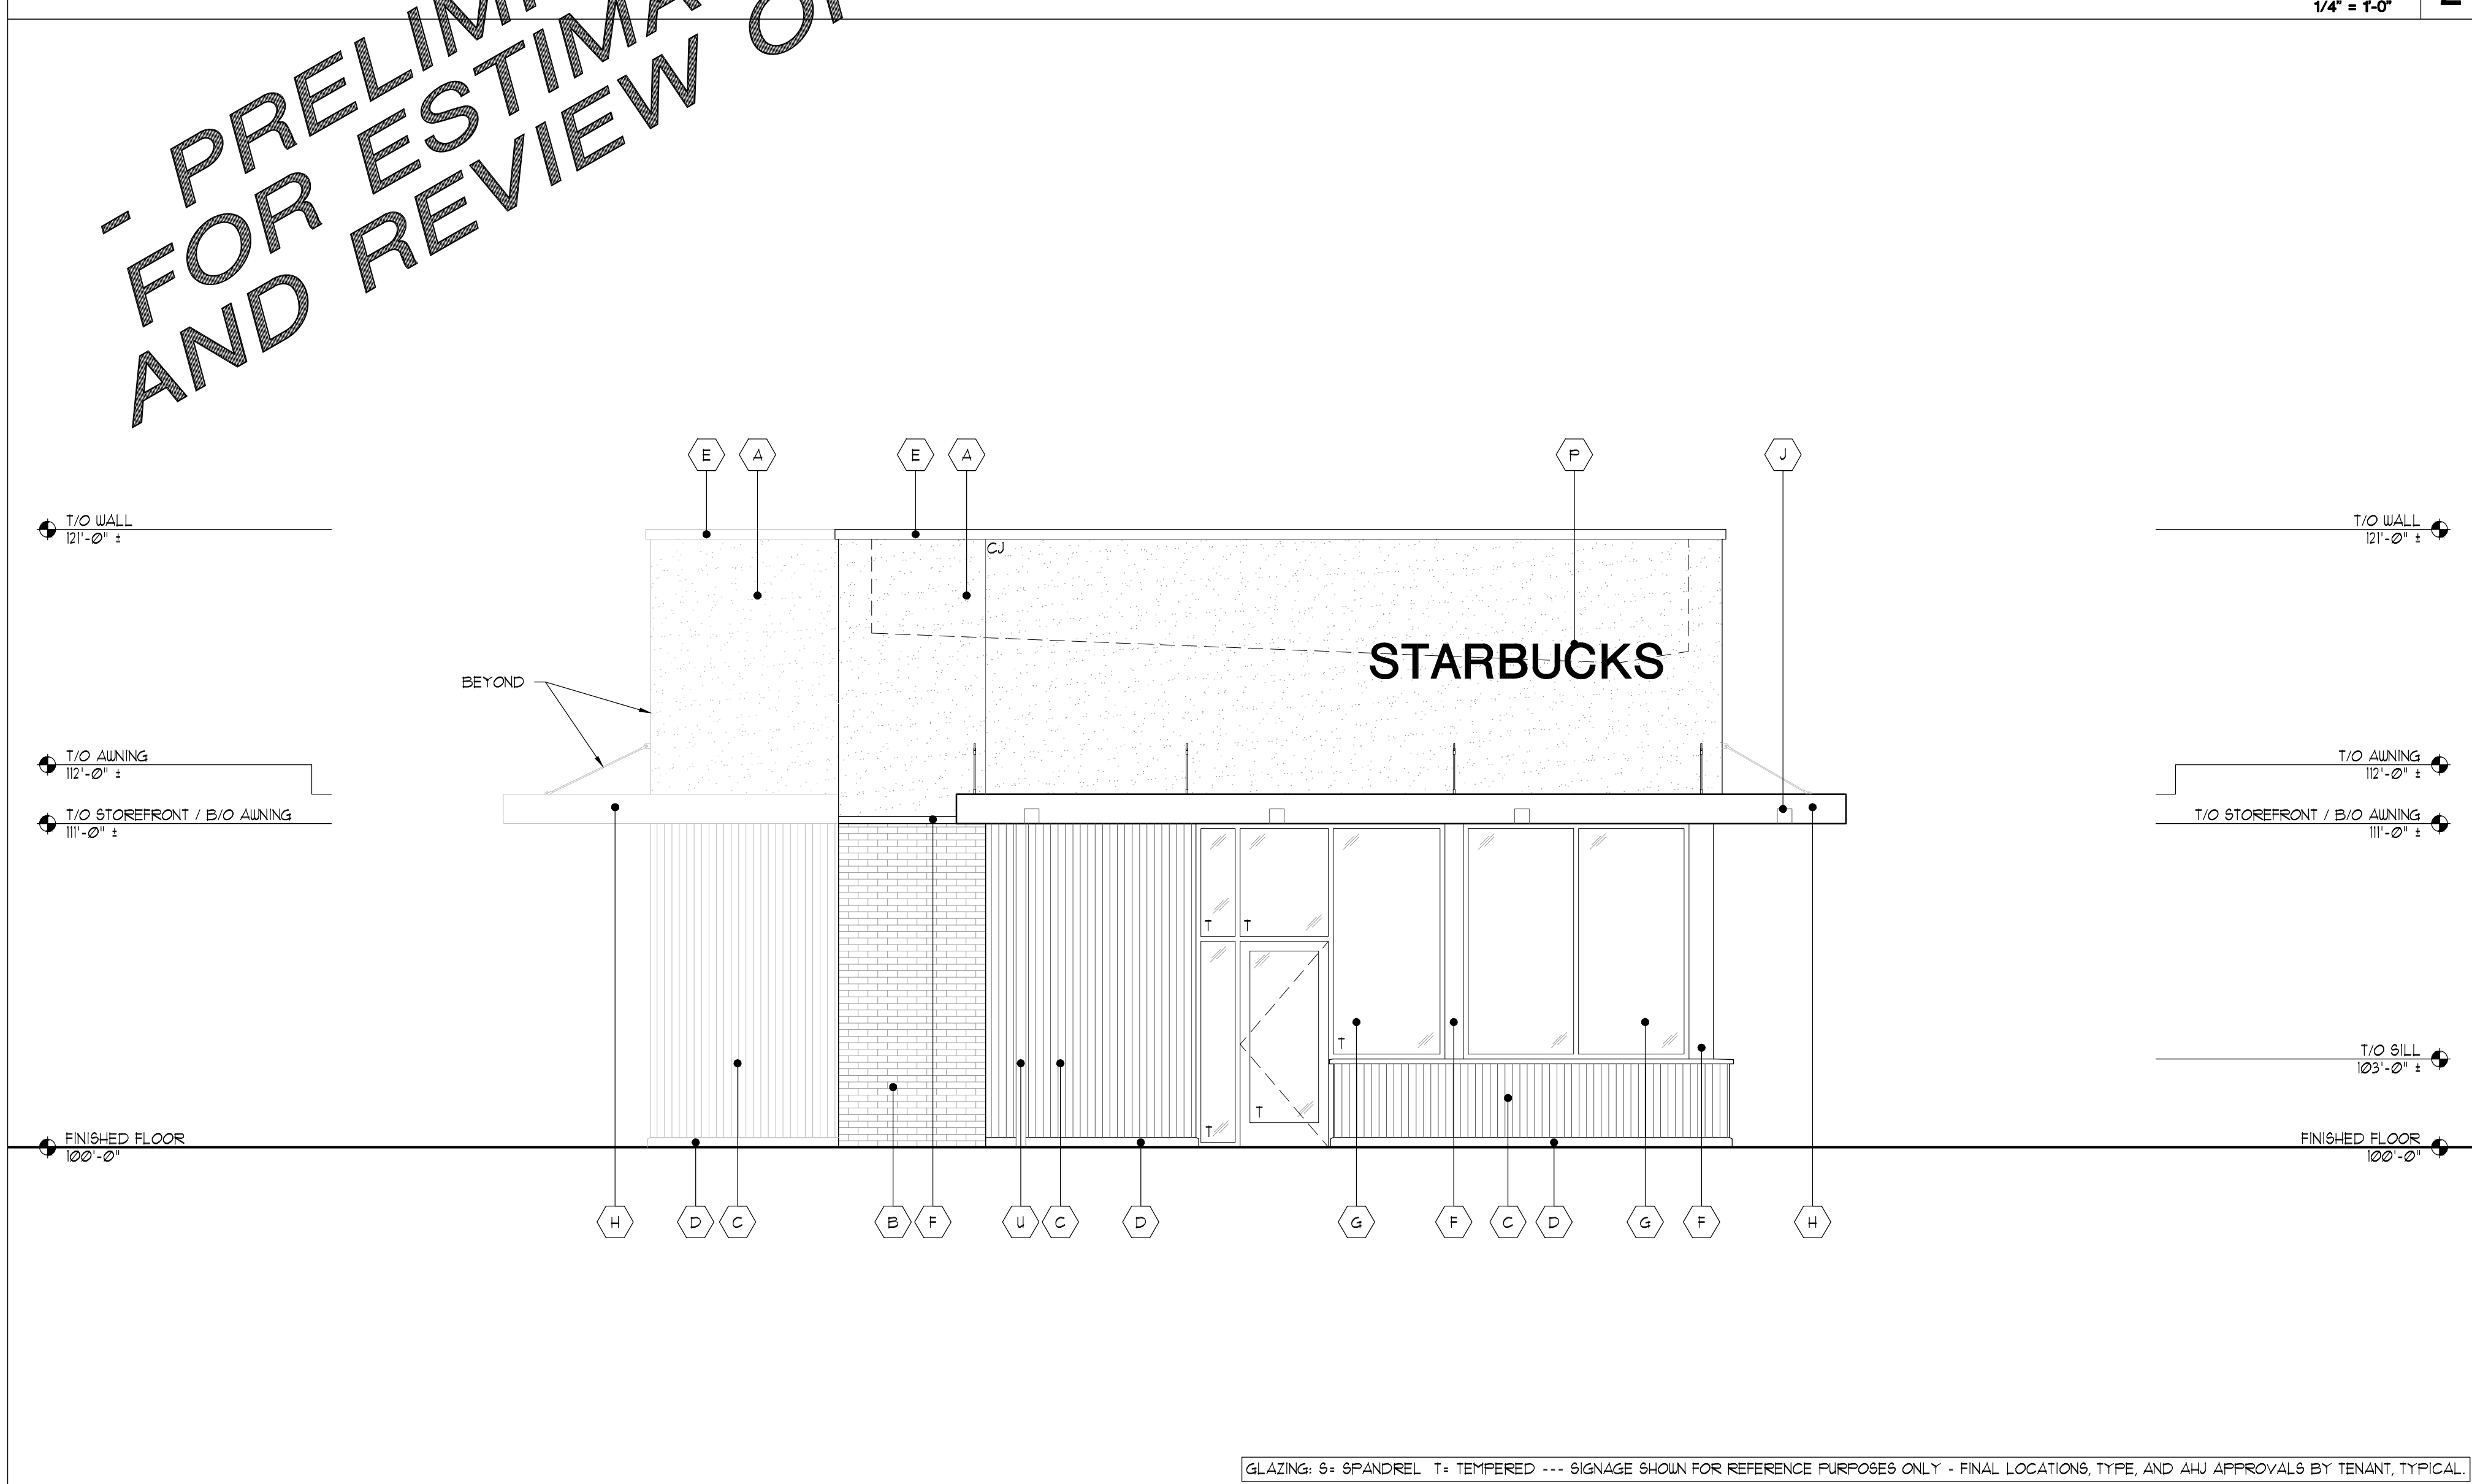 1/4" = 1'-0"
- PRELIM
FOR ESTIMA
AND REVIEW
E
A
E
A
P
J
T/O WALL
121'-0" ±
T/O WALL
121'-0" ±
CJ
STARBUCKS
BEYOND
T/O AWNING
112'-0" ±
T/O AWNING
112'-0" ±
T/O STOREFRONT / B/O AWNING
111'-0" ±
T/O STOREFRONT / B/O AWNING
111'-0" ±
T
T
T
T
T
T/O SILL
103'-0" ±
FINISHED FLOOR
100'-0"
FINISHED FLOOR
100'-0"
H
D
C
B
F
U
C
D
G
F
C
D
G
F
H
GLAZING: S= SPANDREL T= TEMPERED --- SIGNAGE SHOWN FOR REFERENCE PURPOSES ONLY - FINAL LOCATIONS, TYPE, AND AHJ APPROVALS BY TENANT, TYPICAL.